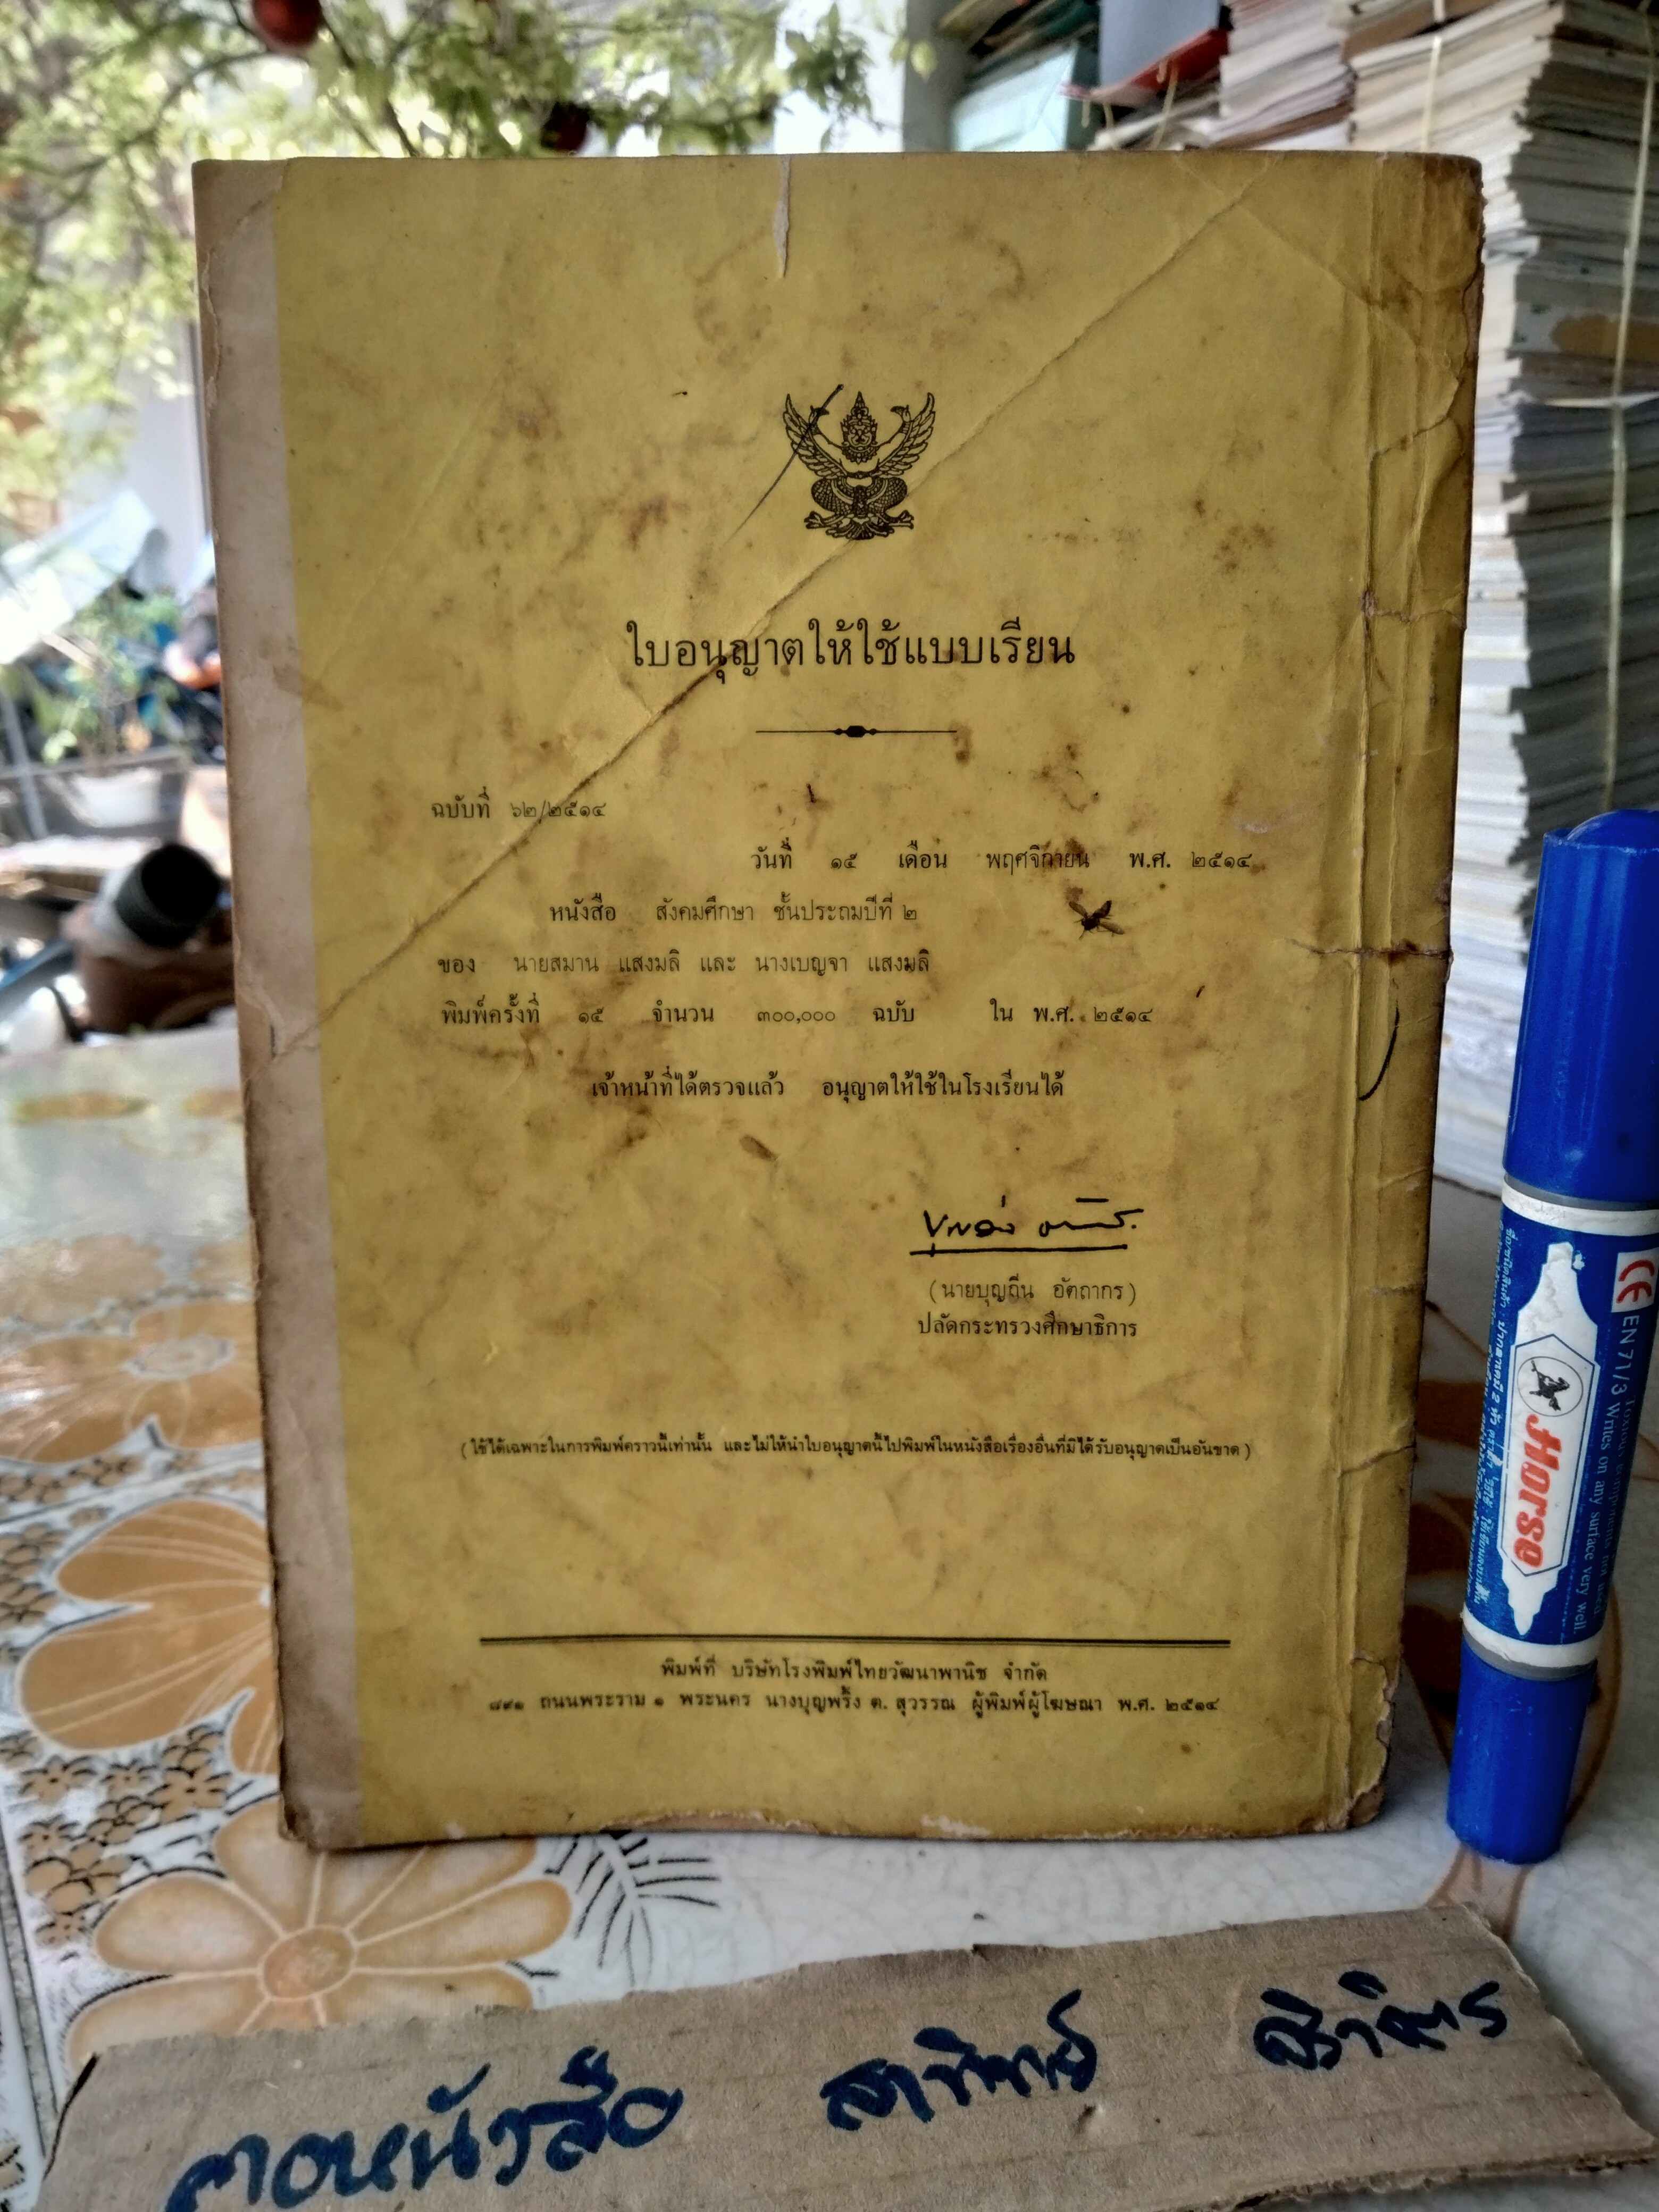 ใบอนุญาตให้ใช้แบบเรียน
ฉบับที่ ๖๒/๒๕๑๔
วันที่ ๑๕ เดือน พฤศจิกายน พ.ศ. ๒๕๑๔
หนังสือ สังคมศึกษา ชั้นประถมปีที่ ๒
ของ นายสมาน แสงมลิ และ นางเบญจา แสงมลิ
พิมพ์ครั้งที่ ๑๕ จำนวน ๓๐๐,๐๐๐ ฉบับ ใน พ.ศ. ๒๕๑๔
เจ้าหน้าที่ได้ตรวจแล้ว อนุญาตให้ใช้ในโรงเรียนได้
(นายบุญถิ่น อัตถากร)
ปลัดกระทรวงศึกษาธิการ
(ใช้ได้เฉพาะในการพิมพ์คราวนี้เท่านั้น และไม่ให้นำใบอนุญาตนี้ไปพิมพ์ในหนังสือเรื่องอื่นที่มิได้รับอนุญาตเป็นอันขาด)
พิมพ์ที่ บริษัทโรงพิมพ์ไทยวัฒนาพานิช จำกัด
๘๙๑ ถนนพระราม ๑ พระนคร นางบุญพริ้ง ต. สุวรรณ ผู้พิมพ์ผู้โฆษณา พ.ศ. ๒๕๑๔
Horse
CE EN71/3
Writes on any surface very well.
หนังสือ